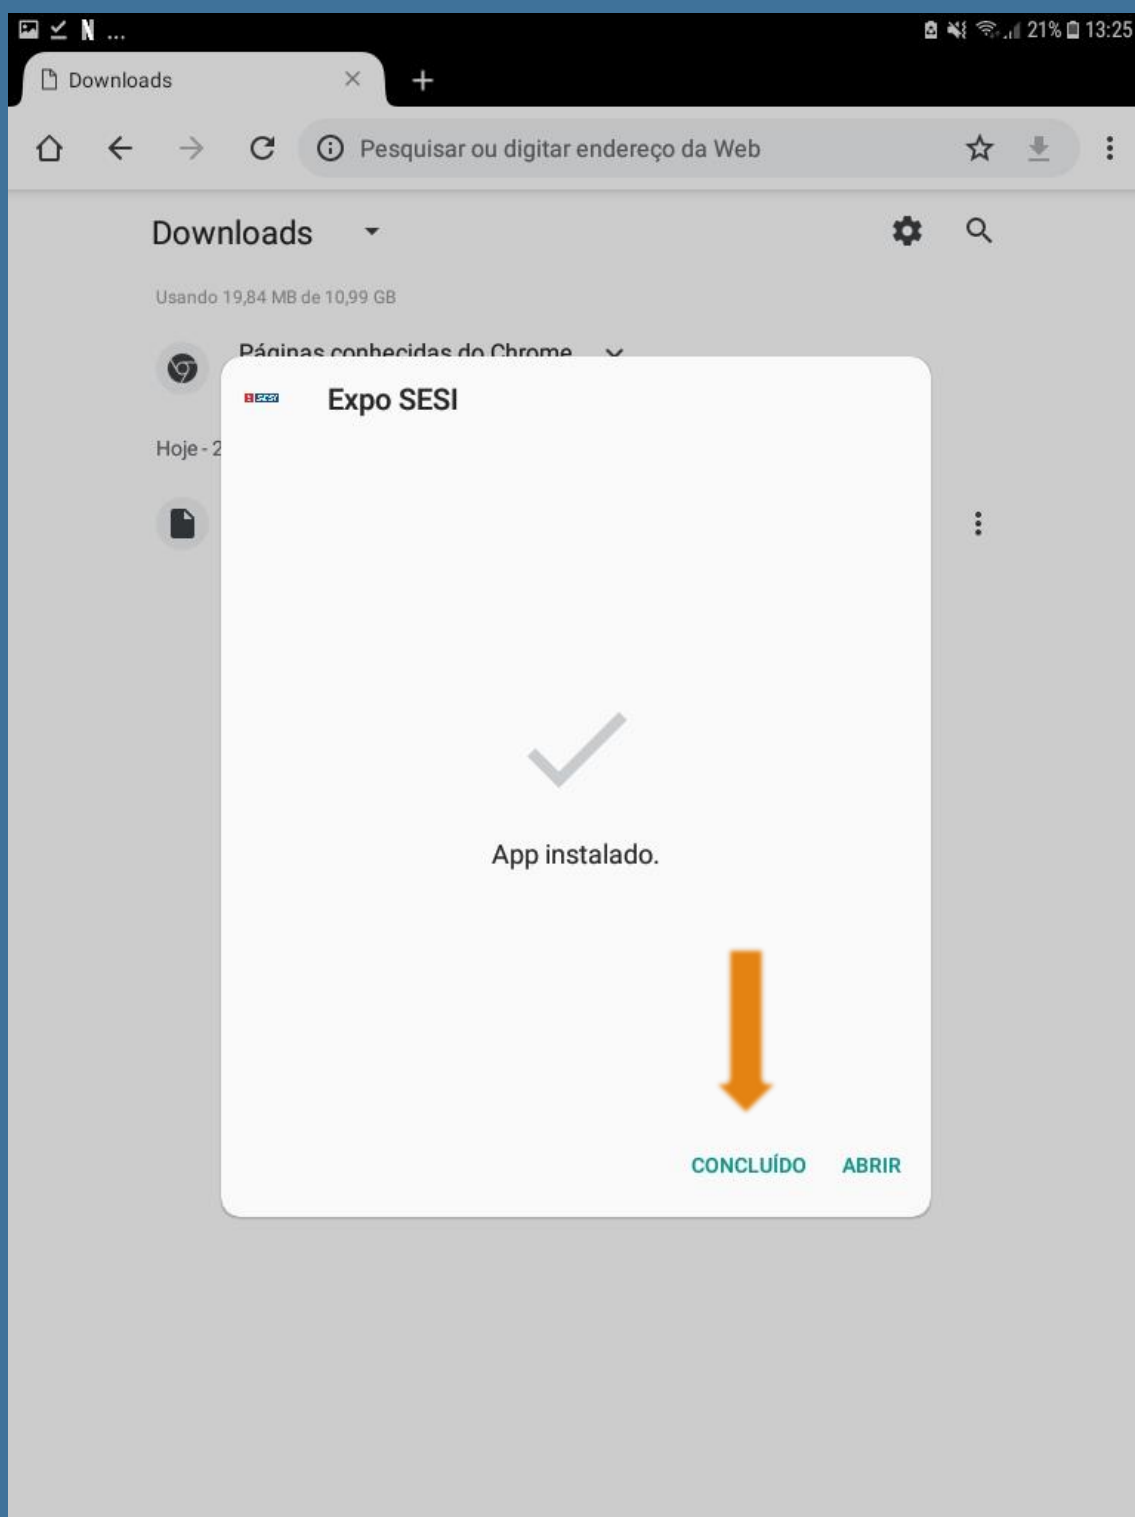 N ...
21% 13:25
Downloads
Pesquisar ou digitar endereço da Web
Downloads
Usando 19,84 MB de 10,99 GB
Páginas conhecidas do Chrome
SESI
Expo SESI
Hoje - 2
App instalado.
CONCLUÍDO ABRIR